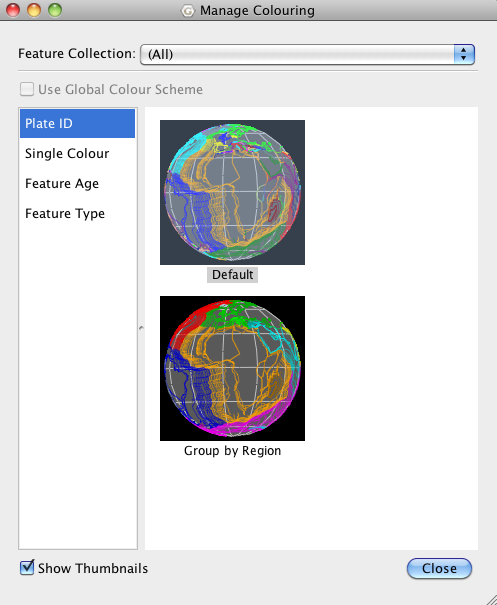 Manage Colouring
Feature Collection: (All)
Use Global Colour Scheme
Plate ID
Single Colour
Feature Age
Feature Type
Default
Group by Region
Show Thumbnails
Close